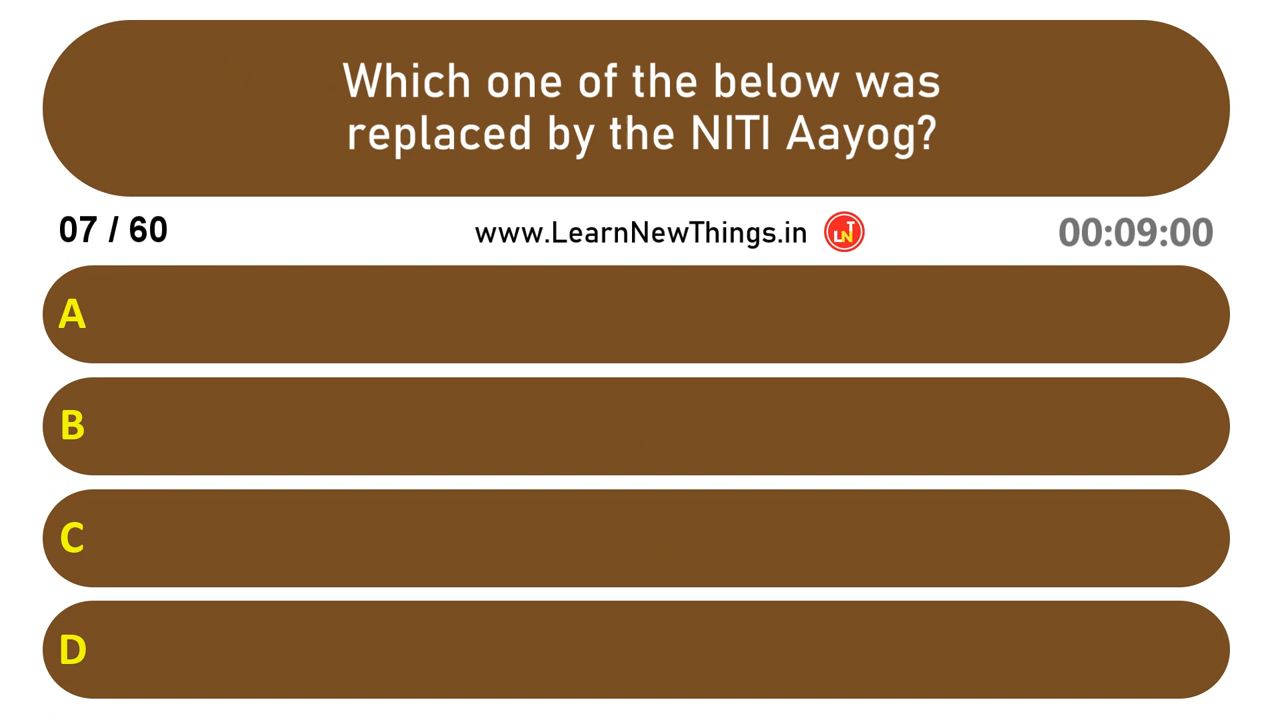 Which one of the below was
replaced by the NITI Aayog?
07 / 60
www.LearnNewThings.in
LNT
00:09:00
A
B
C
D